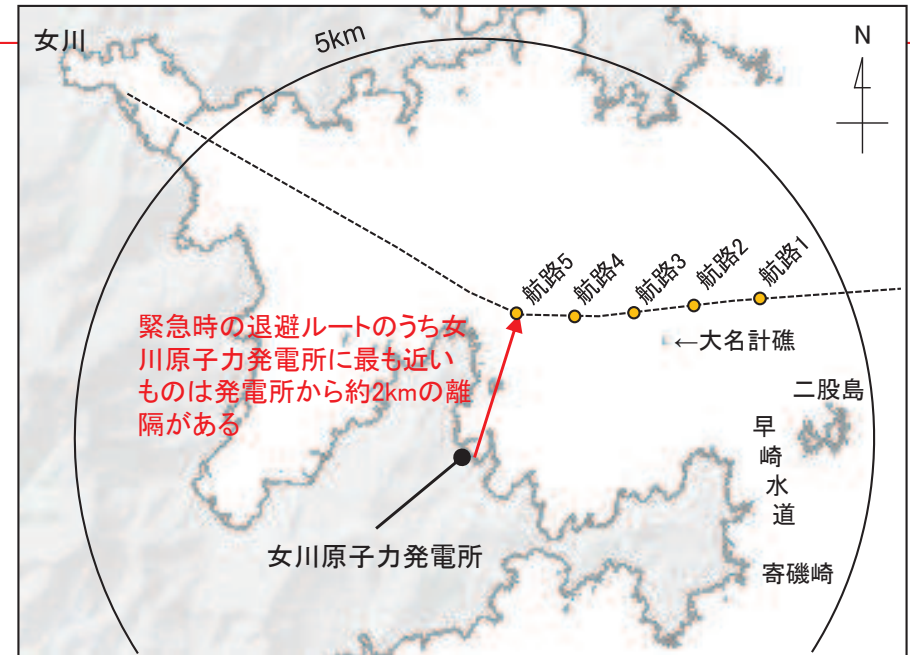 女川
5km
N
航路5
航路4
航路3
航路2
航路1
←大名計礁
緊急時の退避ルートのうち女
川原子力発電所に最も近い
ものは発電所から約2kmの離
隔がある
二股島
早崎水道
女川原子力発電所
寄磯崎